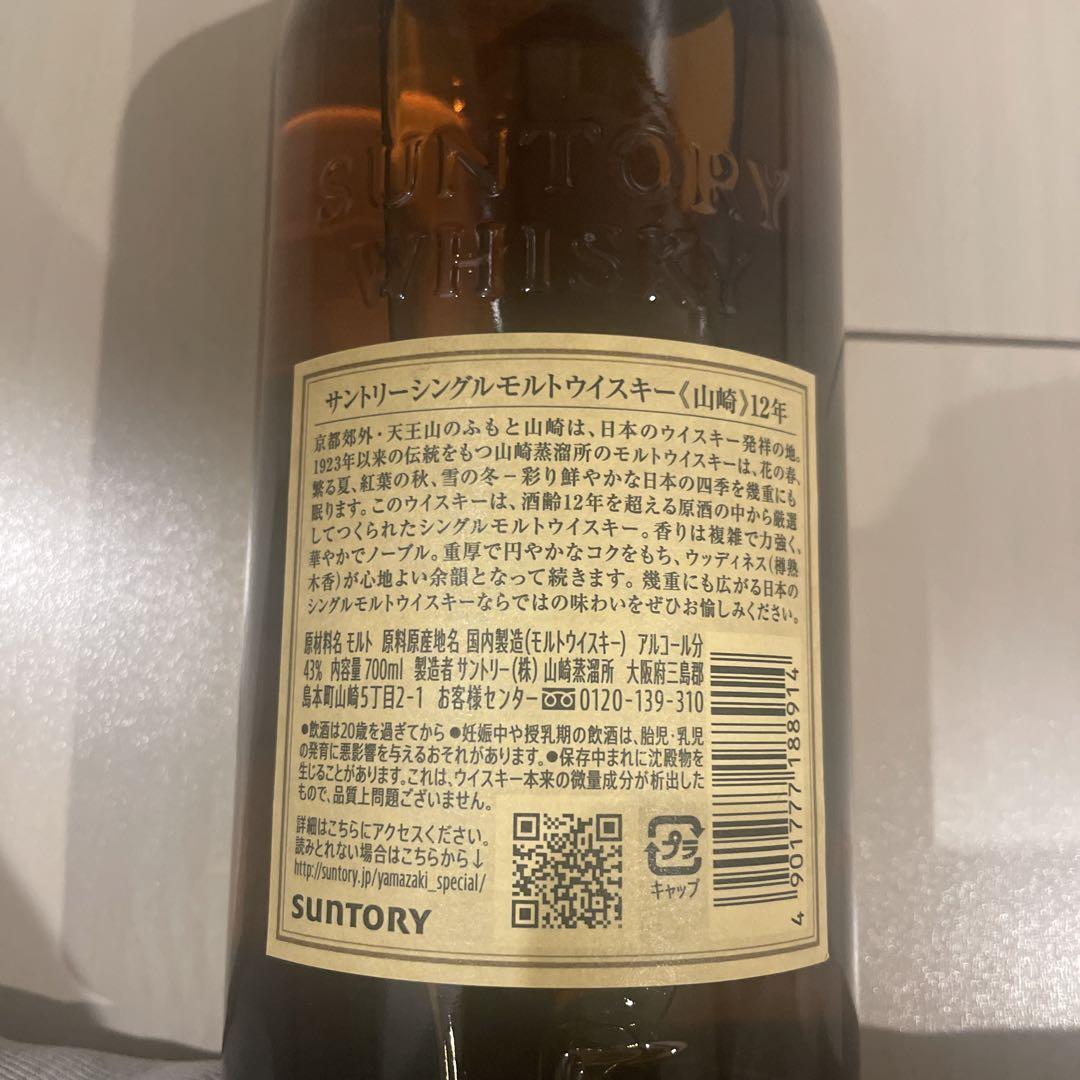 SUNTORY
WHISKY
サントリーシングルモルトウイスキー《山崎》12年
京都郊外・天王山のふもと山崎は、日本のウイスキー発祥の地。
1923年以来の伝統をもつ山崎蒸溜所のモルトウイスキーは、花の春、
繁る夏、紅葉の秋、雪の冬−彩り鮮やかな日本の四季を幾重にも
眠ります。このウイスキーは、酒齢12年を超える原酒の中から厳選
してつくられたシングルモルトウイスキー。香りは複雑で力強く、
華やかでノーブル。重厚で円やかなコクをもち、ウッディネス(樽熟
木香)が心地よい余韻となって続きます。幾重にも広がる日本の
シングルモルトウイスキーならではの味わいをぜひお愉しみください。
原材料名 モルト 原料原産地名 国内製造(モルトウイスキー) アルコール分
43% 内容量700ml 製造者 サントリー(株) 山崎蒸溜所 大阪府三島郡
島本町山崎5丁目2-1 お客様センター 0120-139-310
●飲酒は20歳を過ぎてから ●妊娠中や授乳期の飲酒は、胎児・乳児
の発育に悪影響を与えるおそれがあります。●保存中まれに沈殿物を
生じることがあります。これは、ウイスキー本来の微量成分が析出した
もので、品質上問題ございません。
詳細はこちらにアクセスください。
読みとれない場合はこちらから↓
http://suntory.jp/yamazaki_special/
SUNTORY
プラ
キャップ
4 901777 188914